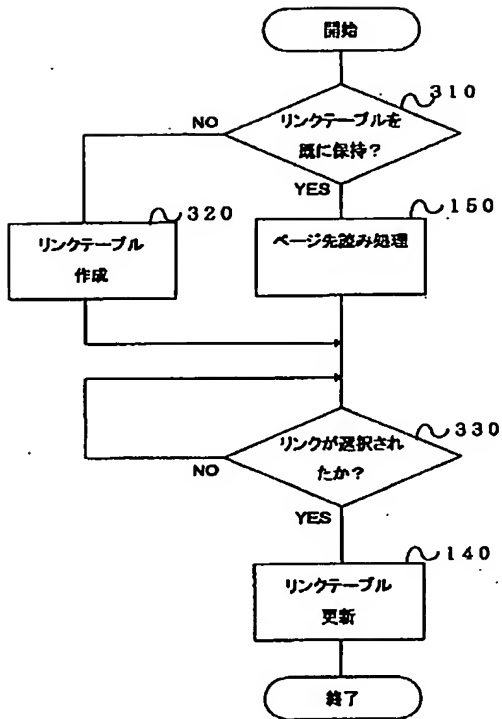 開始
310
リンクテーブルを
既に保持？
NO
YES
320
リンクテーブル
作成
150
ページ先読み処理
330
リンクが選択され
たか？
NO
YES
140
リンクテーブル
更新
終了